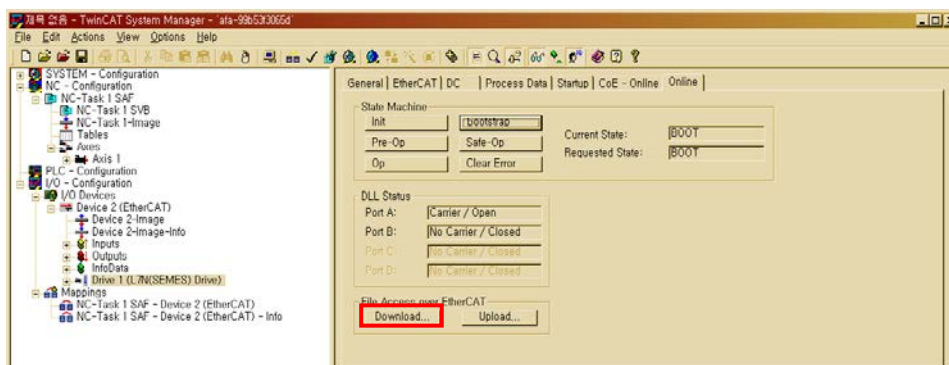 제목 없음 - TwinCAT System Manager - 'afa-99b53f3065d'
File Edit Actions View Options Help
SYSTEM - Configuration
NC - Configuration
NC-Task 1 SAF
NC-Task 1 SVB
NC-Task 1-Image
Tables
Axes
Axis 1
PLC - Configuration
I/O - Configuration
I/O Devices
Device 2 (EtherCAT)
Device 2-Image
Device 2-Image-Info
Inputs
Outputs
InfoData
Drive 1 (L7N(SEMES) Drive)
Mappings
NC-Task 1 SAF - Device 2 (EtherCAT)
NC-Task 1 SAF - Device 2 (EtherCAT) - Info
General EtherCAT DC Process Data Startup CoE - Online Online
State Machine
Init Bootstrap
Pre-Op Safe-Op
Op Clear Error
Current State: BOOT
Requested State: BOOT
DLL Status
Port A: Carrier / Open
Port B: No Carrier / Closed
Port C: No Carrier / Closed
Port D: No Carrier / Closed
File Access over EtherCAT
Download... Upload...